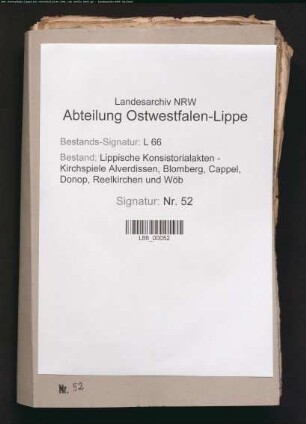 Landesarchiv NRW
Abteilung Ostwestfalen-Lippe
Bestands-Signatur: L 66
Bestand: Lippische Konsistorialakten -
Kirchspiele Alverdissen, Blomberg, Cappel,
Donop, Reelkirchen und Wöb
Signatur: Nr. 52
L66_00052
Nr. 52